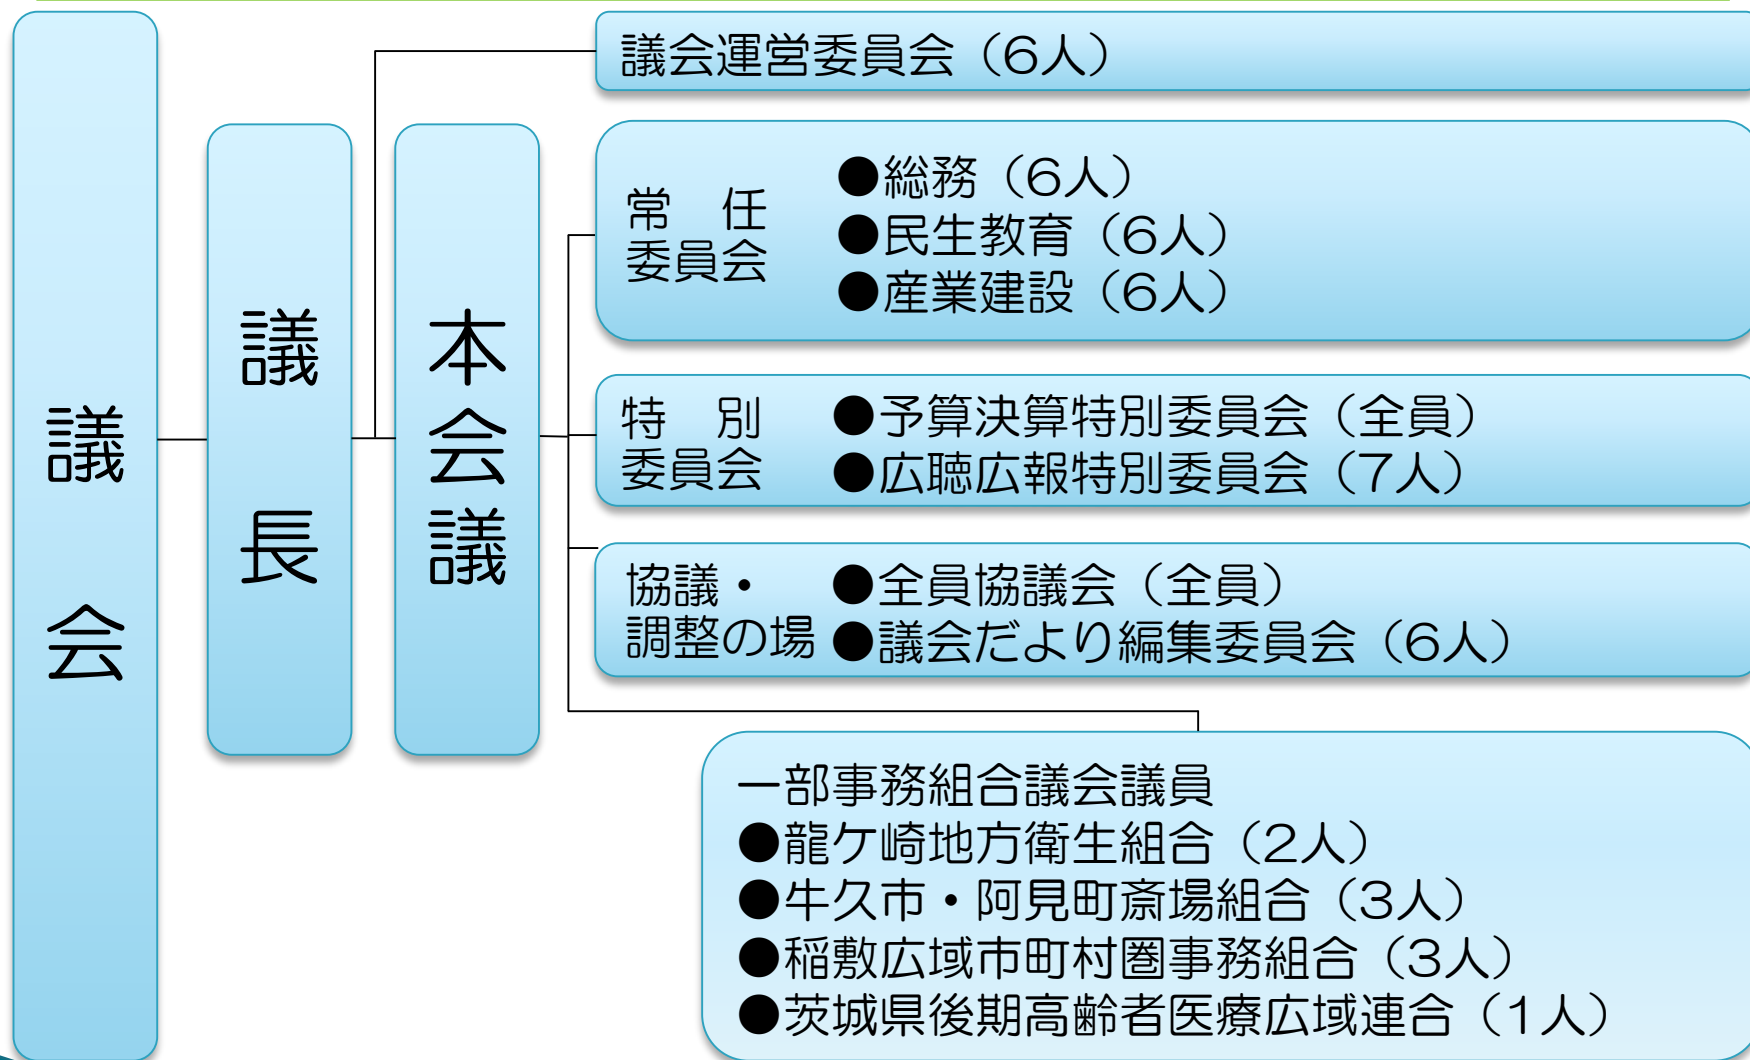 議会
議長
本会議
議会運営委員会（6人）
常　任
委員会
●総務（6人）
●民生教育（6人）
●産業建設（6人）
特　別
委員会
●予算決算特別委員会（全員）
●広聴広報特別委員会（7人）
協議・
調整の場
●全員協議会（全員）
●議会だより編集委員会（6人）
一部事務組合議会議員
●龍ケ崎地方衛生組合（2人）
●牛久市・阿見町斎場組合（3人）
●稲敷広域市町村圏事務組合（3人）
●茨城県後期高齢者医療広域連合（1人）